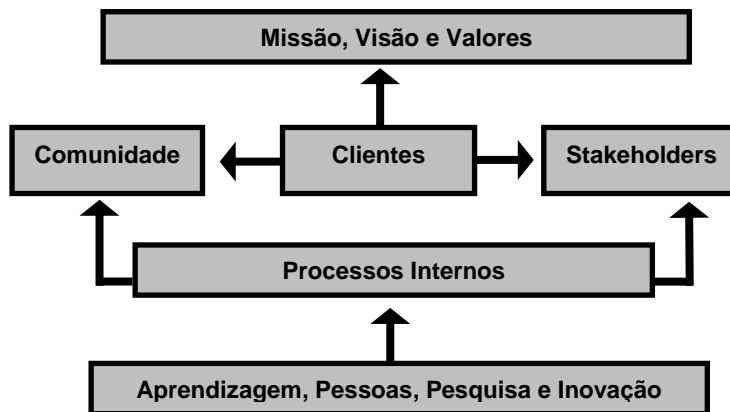 Missão, Visão e Valores
Comunidade
Clientes
Stakeholders
Processos Internos
Aprendizagem, Pessoas, Pesquisa e Inovação